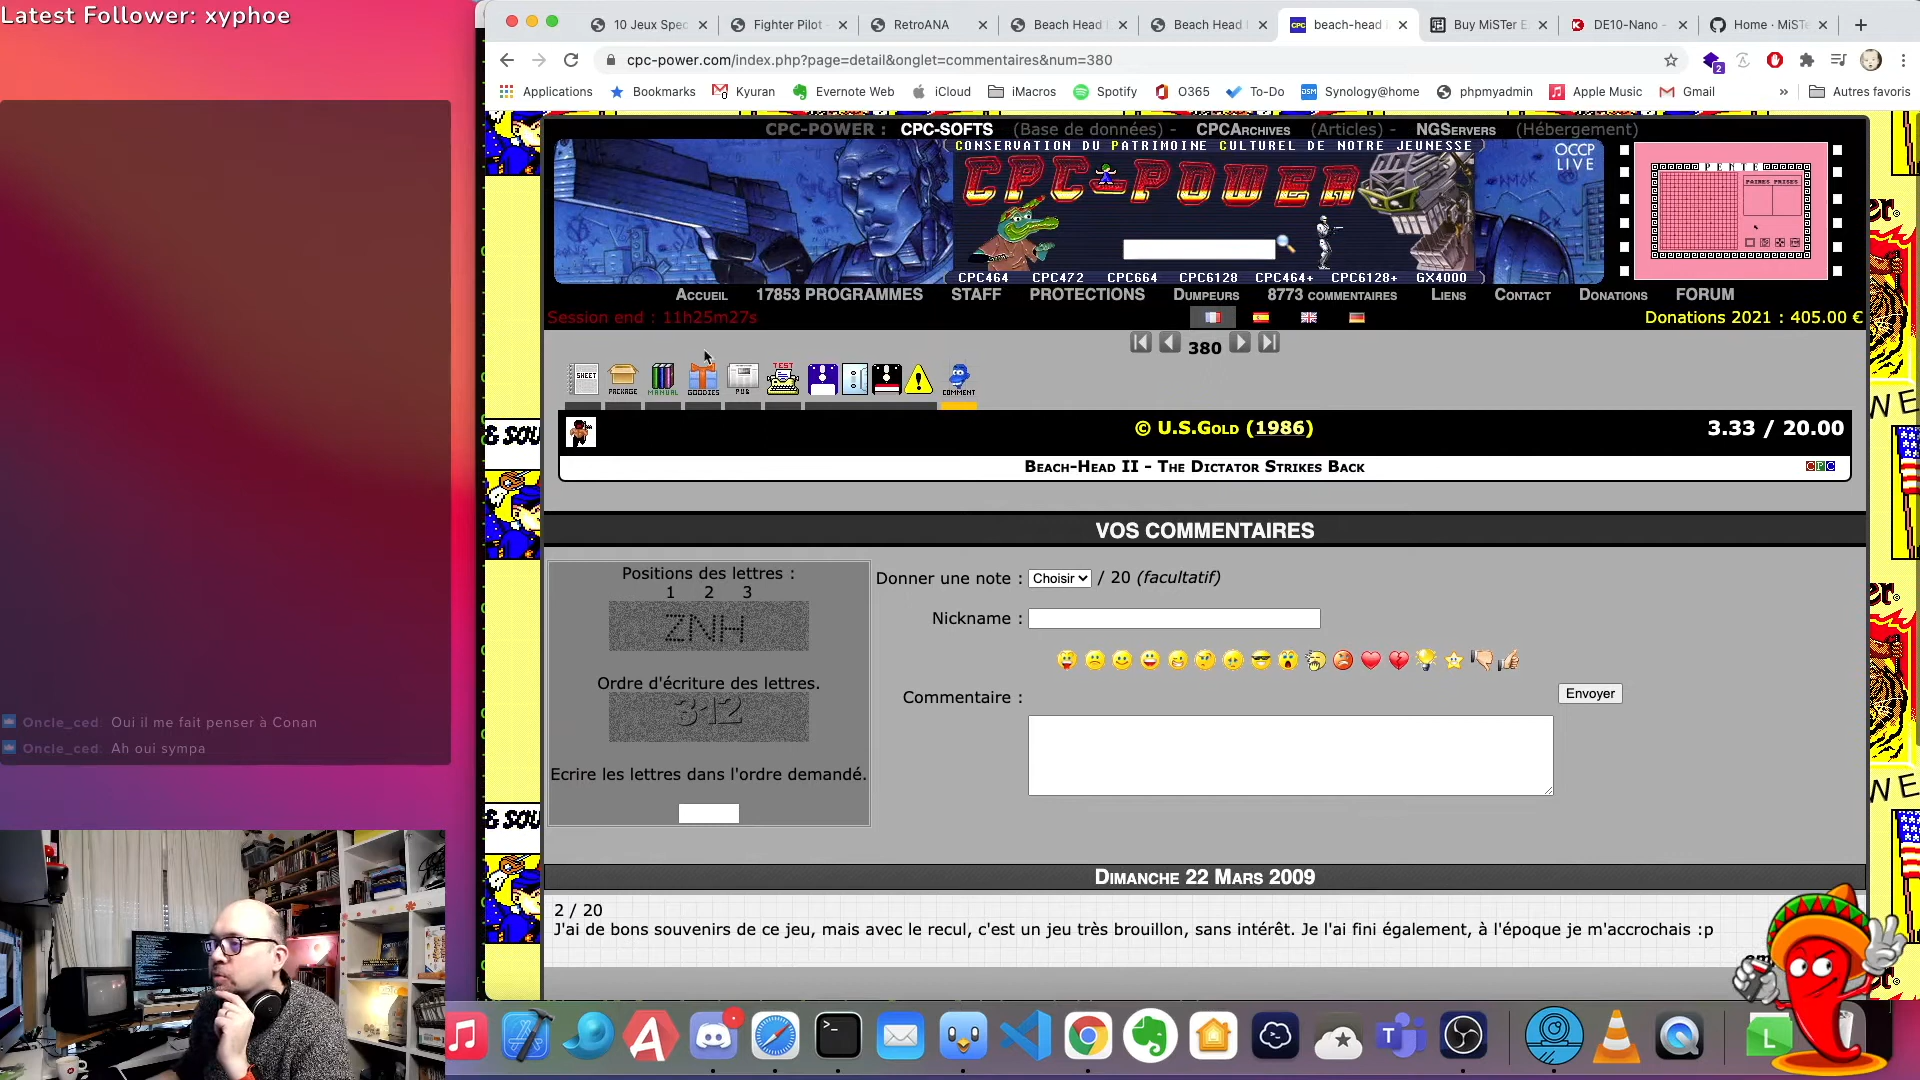 Latest Follower: xyphoe
10 Jeux Spec
Fighter Pilot -
RetroANA
Beach Head
Beach Head
beach-head
Buy MiSTer E
DE10-Nano -
Home · MiSTe
cpc-power.com/index.php?page=detail&onglet=commentaires&num=380
Applications
Bookmarks
Kyuran
Evernote Web
iCloud
iMacros
Spotify
O365
To-Do
Synology@home
phpmyadmin
Apple Music
Gmail
»
Autres favoris
CPC-POWER : CPC-SOFTS (Base de données) - CPCArchives (Articles) - NGServers (Hébergement)
(CONSERVATION DU PATRIMOINE CULTUREL DE NOTRE JEUNESSE)
CPC-POWER
OCCP LIVE
CPC464 CPC472 CPC664 CPC6128 CPC464+ CPC6128+ GX4000
Accueil 17853 PROGRAMMES STAFF PROTECTIONS Dumpeurs 8773 commentaires Liens Contact Donations FORUM
Session end : 11h25m27s
Donations 2021 : 405.00 €
380
SHEET
PACKAGE
MANUAL
GOODIES
PUB
TEST
COMMENT
© U.S.Gold (1986)
3.33 / 20.00
Beach-Head II - The Dictator Strikes Back
CPC
VOS COMMENTAIRES
Positions des lettres :
1 2 3
ZNH
Ordre d'écriture des lettres.
312
Ecrire les lettres dans l'ordre demandé.
Donner une note : Choisir / 20 (facultatif)
Nickname :
Commentaire :
Envoyer
Dimanche 22 Mars 2009
2 / 20
J'ai de bons souvenirs de ce jeu, mais avec le recul, c'est un jeu très brouillon, sans intérêt. Je l'ai fini également, à l'époque je m'accrochais :p
Oncle_ced: Oui il me fait penser à Conan
Oncle_ced: Ah oui sympa